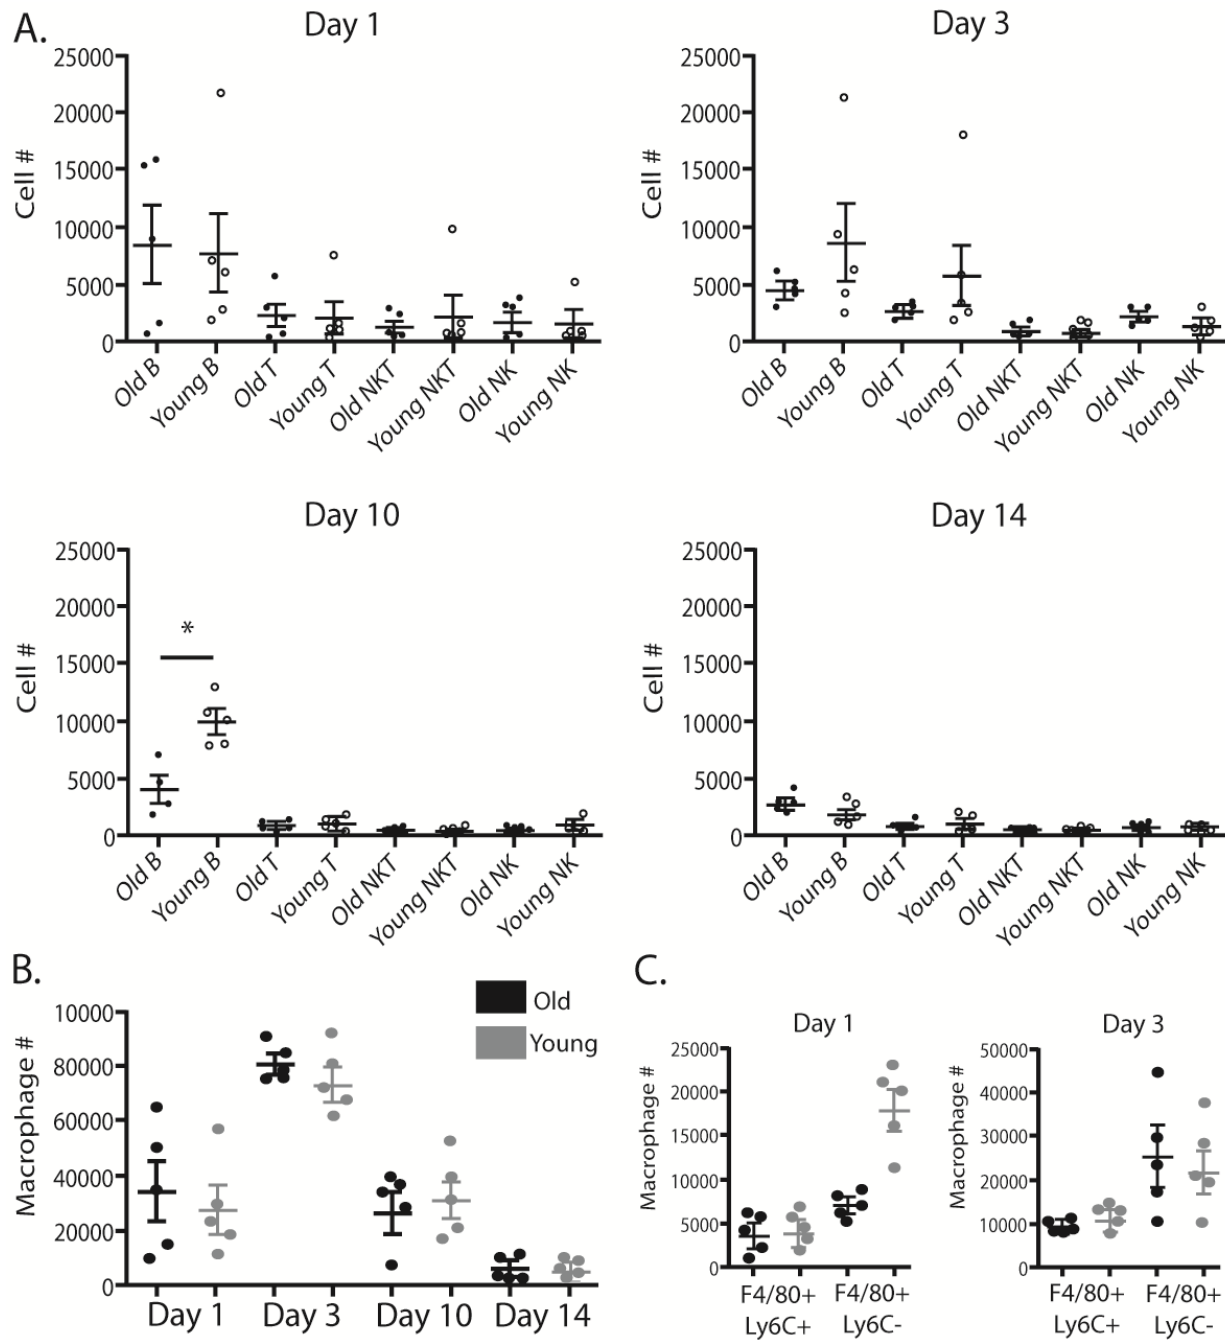 A.
Day 1
25000
20000
15000
10000
5000
0
Cell #
Old B
Young B
Old T
Young T
Old NKT
Young NKT
Old NK
Young NK
Day 3
25000
20000
15000
10000
5000
0
Cell #
Old B
Young B
Old T
Young T
Old NKT
Young NKT
Old NK
Young NK
Day 10
25000
20000
15000
10000
5000
0
Cell #
*
Old B
Young B
Old T
Young T
Old NKT
Young NKT
Old NK
Young NK
Day 14
25000
20000
15000
10000
5000
0
Cell #
Old B
Young B
Old T
Young T
Old NKT
Young NKT
Old NK
Young NK
B.
Old
Young
10000
80000
60000
40000
20000
0
Macrophage #
Day 1
Day 3
Day 10
Day 14
C.
Day 1
25000
20000
15000
10000
5000
0
Macrophage #
F4/80+ F4/80+
Ly6C+ Ly6C-
Day 3
50000
40000
30000
20000
10000
0
Macrophage #
F4/80+ F4/80+
Ly6C+ Ly6C-